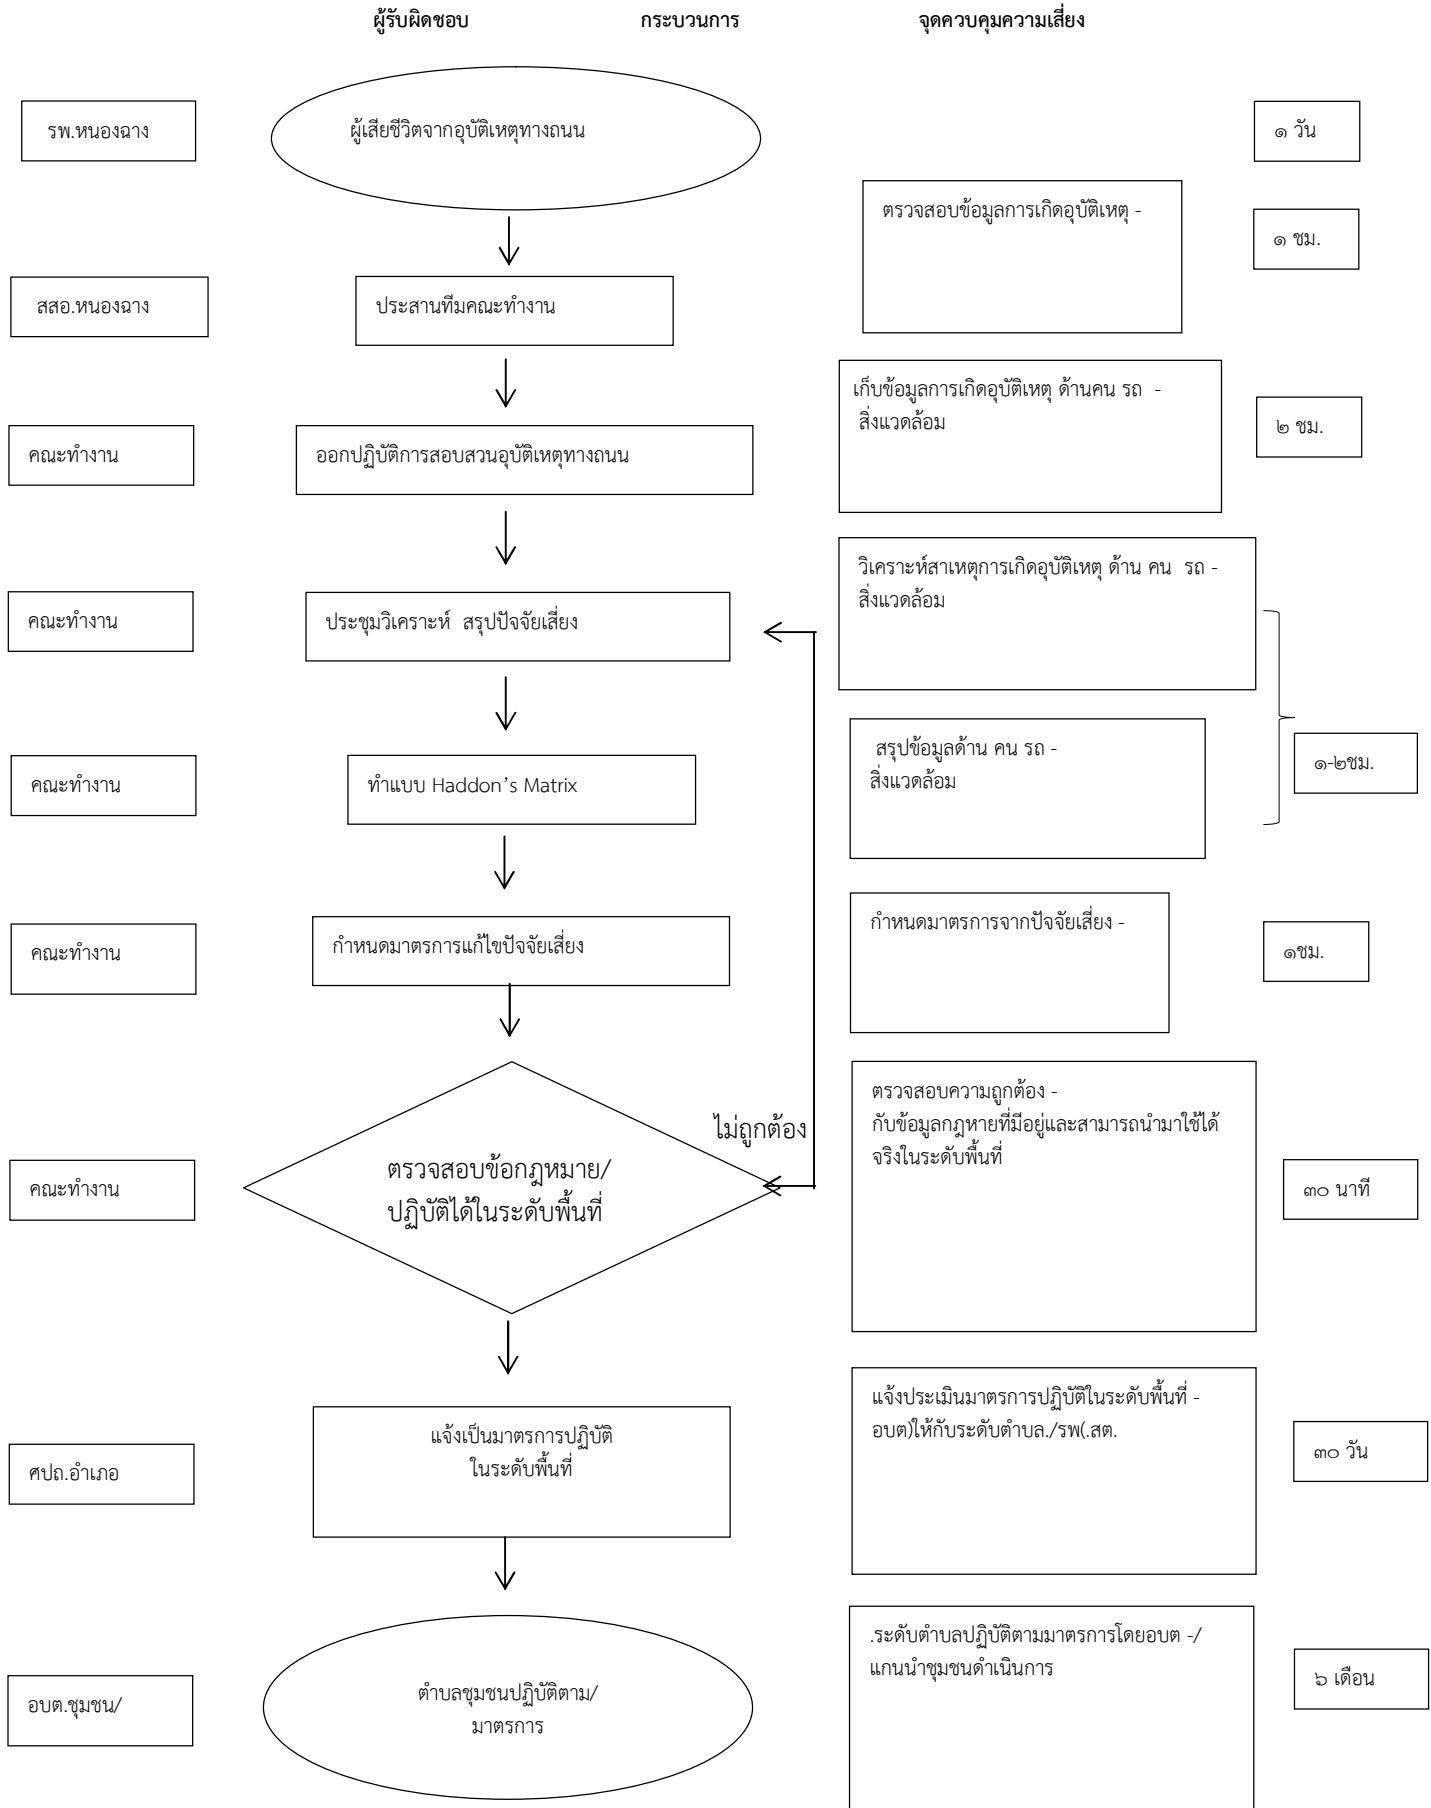 ผู้รับผิดชอบ กระบวนการ จุดควบคุมความเสี่ยง
รพ.หนองฉาง
ผู้เสียชีวิตจากอุบัติเหตุทางถนน
๑ วัน
ตรวจสอบข้อมูลการเกิดอุบัติเหตุ -
๑ ชม.
สสอ.หนองฉาง
ประสานทีมคณะทำงาน
เก็บข้อมูลการเกิดอุบัติเหตุ ด้านคน รถ -
สิ่งแวดล้อม
๒ ชม.
คณะทำงาน
ออกปฏิบัติการสอบสวนอุบัติเหตุทางถนน
วิเคราะห์สาเหตุการเกิดอุบัติเหตุ ด้าน คน รถ -
สิ่งแวดล้อม
คณะทำงาน
ประชุมวิเคราะห์ สรุปปัจจัยเสี่ยง
สรุปข้อมูลด้าน คน รถ -
สิ่งแวดล้อม
๑-๒ชม.
คณะทำงาน
ทำแบบ Haddon’s Matrix
กำหนดมาตรการจากปัจจัยเสี่ยง -
คณะทำงาน
กำหนดมาตรการแก้ไขปัจจัยเสี่ยง
๑ชม.
ตรวจสอบความถูกต้อง -
กับข้อมูลกฎหายที่มีอยู่และสามารถนำมาใช้ได้
จริงในระดับพื้นที่
ไม่ถูกต้อง
คณะทำงาน
ตรวจสอบข้อกฎหมาย/
ปฏิบัติได้ในระดับพื้นที่
๓๐ นาที
แจ้งประเมินมาตรการปฏิบัติในระดับพื้นที่ -
อบต)ให้กับระดับตำบล./รพ(.สต.
๓๐ วัน
ศปถ.อำเภอ
แจ้งเป็นมาตรการปฏิบัติ
ในระดับพื้นที่
.ระดับตำบลปฏิบัติตามมาตรการโดยอบต -/
แกนนำชุมชนดำเนินการ
๖ เดือน
อบต.ชุมชน/
ตำบลชุมชนปฏิบัติตาม/
มาตรการ